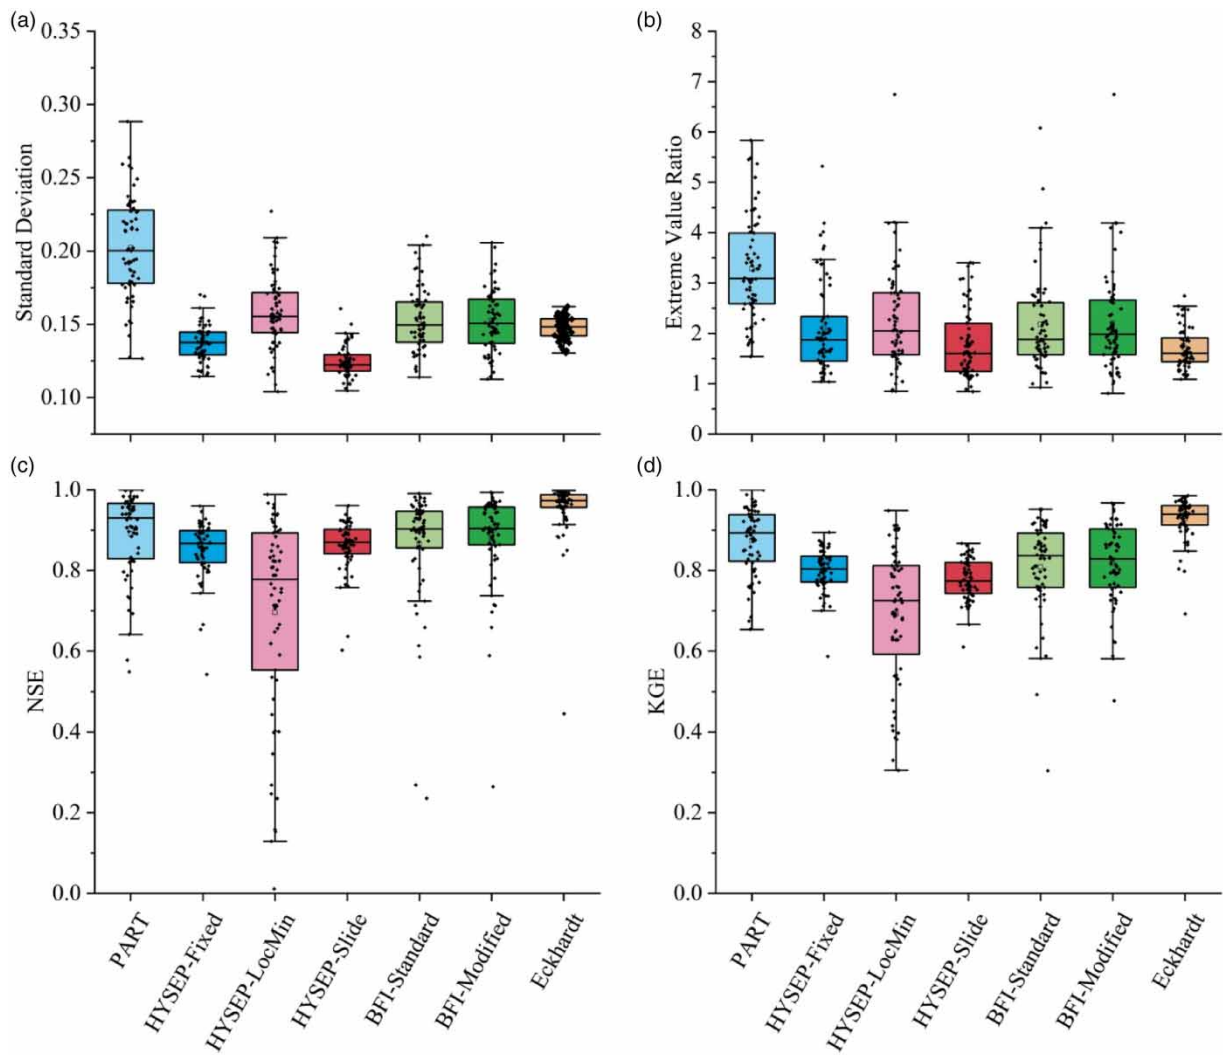 (a)
0.35
0.30
0.25
0.20
0.15
0.10
Standard Deviation
(b)
8
7
6
5
4
3
2
1
0
Extreme Value Ratio
(c)
1.0
0.8
0.6
0.4
0.2
0.0
NSE
PART
HYSEP-Fixed
HYSEP-LocMin
HYSEP-Slide
BFI-Standard
BFI-Modified
Eckhardt
(d)
1.0
0.8
0.6
0.4
0.2
0.0
KGE
PART
HYSEP-Fixed
HYSEP-LocMin
HYSEP-Slide
BFI-Standard
BFI-Modified
Eckhardt